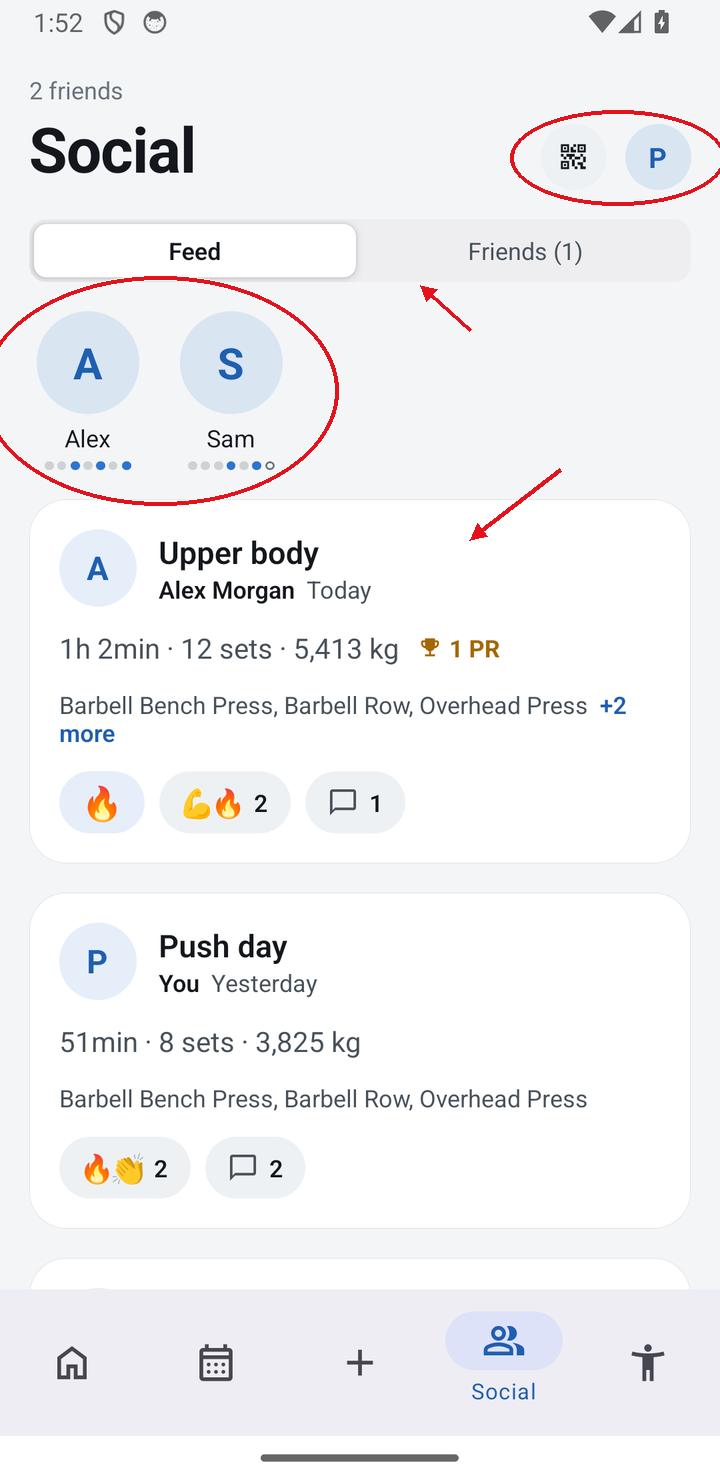 1:52
2 friends
Social
P
Feed
Friends (1)
A
S
Alex
Sam
A
Upper body
Alex Morgan Today
1h 2min · 12 sets · 5,413 kg 🏆 1 PR
Barbell Bench Press, Barbell Row, Overhead Press +2
more
🔥 💪🔥 2 1
P
Push day
You Yesterday
51min · 8 sets · 3,825 kg
Barbell Bench Press, Barbell Row, Overhead Press
🔥👏 2 2
Social